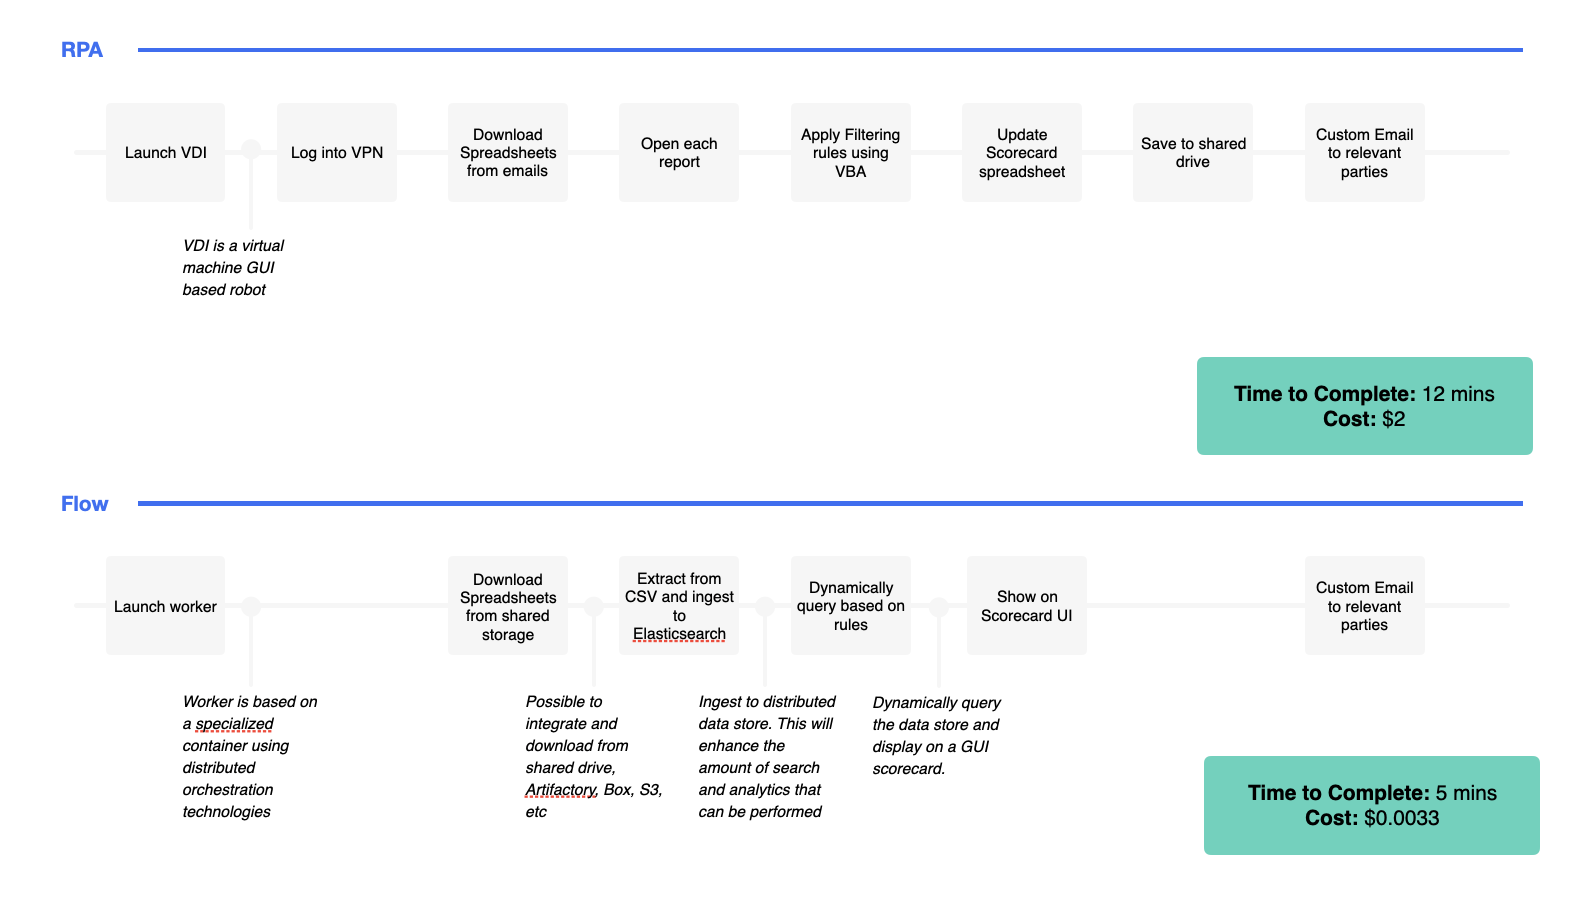 RPA
Launch VDI
Log into VPN
Download
Spreadsheets
from emails
Open each
report
Apply Filtering
rules using
VBA
Update
Scorecard
spreadsheet
Save to shared
drive
Custom Email
to relevant
parties
VDI is a virtual
machine GUI
based robot
Time to Complete: 12 mins
Cost: $2
Flow
Launch worker
Download
Spreadsheets
from shared
storage
Extract from
CSV and ingest
to
Elasticsearch
Dynamically
query based on
rules
Show on
Scorecard UI
Custom Email
to relevant
parties
Worker is based on
a specialized
container using
distributed
orchestration
technologies
Possible to
integrate and
download from
shared drive,
Artifactory, Box, S3,
etc
Ingest to distributed
data store. This will
enhance the
amount of search
and analytics that
can be performed
Dynamically query
the data store and
display on a GUI
scorecard.
Time to Complete: 5 mins
Cost: $0.0033